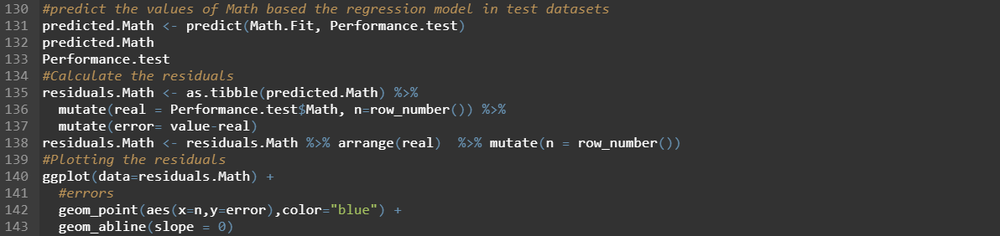 130 #predict the values of Math based the regression model in test datasets
131 predicted.Math <- predict(Math.Fit, Performance.test)
132 predicted.Math
133 Performance.test
134 #Calculate the residuals
135 residuals.Math <- as.tibble(predicted.Math) %>%
136   mutate(real = Performance.test$Math, n=row_number()) %>%
137   mutate(error= value-real)
138 residuals.Math <- residuals.Math %>% arrange(real)  %>% mutate(n = row_number())
139 #Plotting the residuals
140 ggplot(data=residuals.Math) +
141   #errors
142   geom_point(aes(x=n,y=error),color="blue") +
143   geom_abline(slope = 0)